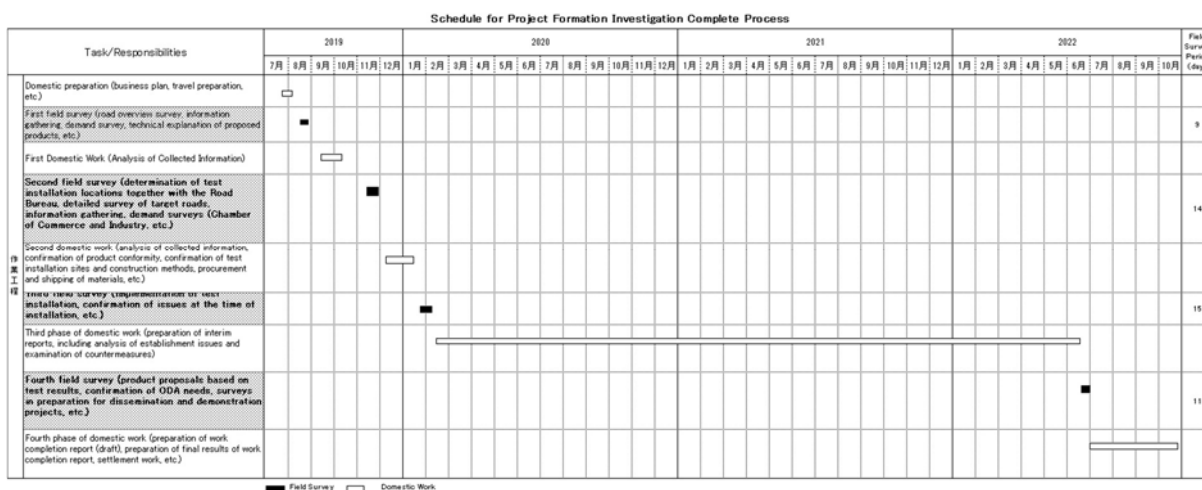 Schedule for Project Formation Investigation Complete Process
Task/Responsibilities
2019
2020
2021
2022
7月 8月 9月 10月 11月 12月 1月 2月 3月 4月 5月 6月 7月 8月 9月 10月 11月 12月 1月 2月 3月 4月 5月 6月 7月 8月 9月 10月 11月 12月 1月 2月 3月 4月 5月 6月 7月 8月 9月 10月
作業工程
Domestic preparation (business plan, travel preparation,
etc.)
First field survey (road overview survey, information
gathering, demand survey, technical explanation of proposed
products, etc.)
9
First Domestic Work (Analysis of Collected Information)
Second field survey (determination of test
installation locations together with the Road
Bureau, detailed survey of target roads,
information gathering, demand surveys (Chamber
of Commerce and Industry, etc.)
14
Second domestic work (analysis of collected information,
confirmation of product conformity, confirmation of test
installation sites and construction methods, procurement
and shipping of materials, etc.)
Third field survey (implementation of test
installation, confirmation of issues at the time of
installation, etc.)
15
Third phase of domestic work (preparation of interim
reports, including analysis of establishment issues and
examination of countermeasures)
Fourth field survey (product proposals based on
test results, confirmation of ODA needs, surveys
in preparation for dissemination and demonstration
projects, etc.)
11
Fourth phase of domestic work (preparation of work
completion report (draft), preparation of final results of work
completion report, settlement work, etc.)
Field Survey
Domestic Work